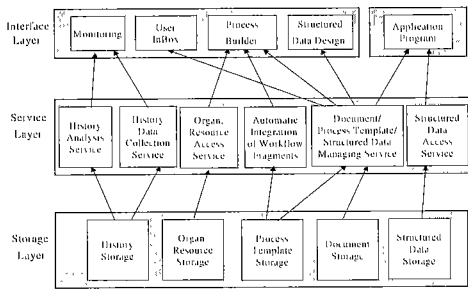 Interface
Layer
Monitoring
User
InBox
Process
Builder
Structured
Data Design
Application
Program
Service
Layer
History
Analysis
Service
History
Data
Collection
Service
Organ.
Resource
Access
Service
Automatic
Integration
of Workflow
Fragments
Document/
Process Template/
Structured Data
Managing Service
Structured
Data
Access
Service
Storage
Layer
History
Storage
Organ
Resource
Storage
Process
Template
Storage
Document
Storage
Structured
Data
Storage